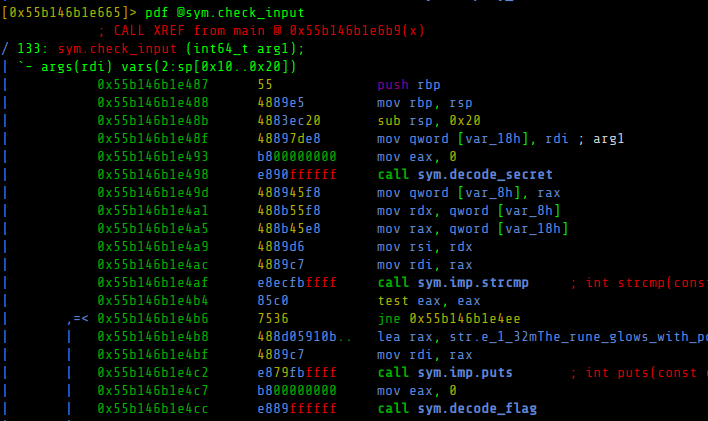 [0x55b146b1e665]> pdf @sym.check_input
; CALL XREF from main @ 0x55b146b1e6b9(x)
/ 133: sym.check_input (int64_t arg1);
| `- args(rdi) vars(2:sp[0x10..0x20])
| 0x55b146b1e487 55 push rbp
| 0x55b146b1e488 4889e5 mov rbp, rsp
| 0x55b146b1e48b 4883ec20 sub rsp, 0x20
| 0x55b146b1e48f 48897de8 mov qword [var_18h], rdi ; arg1
| 0x55b146b1e493 b800000000 mov eax, 0
| 0x55b146b1e498 e890ffffff call sym.decode_secret
| 0x55b146b1e49d 488945f8 mov qword [var_8h], rax
| 0x55b146b1e4a1 488b55f8 mov rdx, qword [var_8h]
| 0x55b146b1e4a5 488b45e8 mov rax, qword [var_18h]
| 0x55b146b1e4a9 4889d6 mov rsi, rdx
| 0x55b146b1e4ac 4889c7 mov rdi, rax
| 0x55b146b1e4af e8ecfbffff call sym.imp.strcmp ; int strcmp(const
| 0x55b146b1e4b4 85c0 test eax, eax
| ,=< 0x55b146b1e4b6 7536 jne 0x55b146b1e4ee
| | 0x55b146b1e4b8 488d05910b.. lea rax, str.e_1_32mThe_rune_glows_with_po
| | 0x55b146b1e4bf 4889c7 mov rdi, rax
| | 0x55b146b1e4c2 e879fbffff call sym.imp.puts ; int puts(const c
| | 0x55b146b1e4c7 b800000000 mov eax, 0
| | 0x55b146b1e4cc e889ffffff call sym.decode_flag